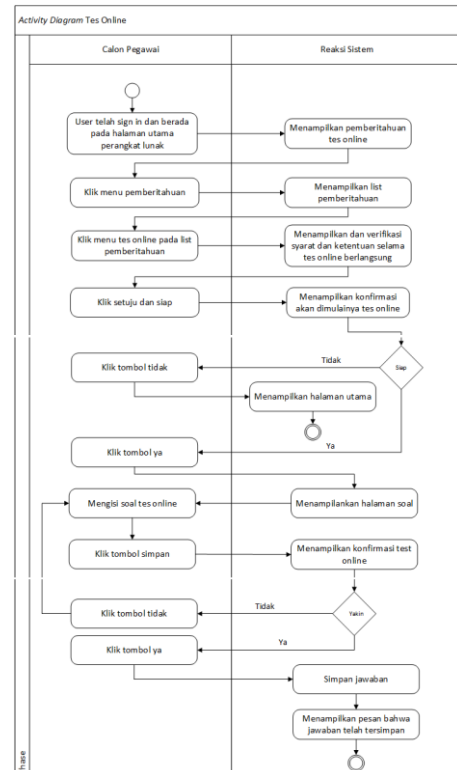 Activity Diagram Tes Online
Calon Pegawai
Reaksi Sistem
User telah sign in dan berada
pada halaman utama
perangkat lunak
Menampilkan pemberitahuan
tes online
Klik menu pemberitahuan
Menampilkan list
pemberitahuan
Klik menu tes online pada list
pemberitahuan
Menampilkan dan verifikasi
syarat dan ketentuan selama
tes online berlangsung
Klik setuju dan siap
Menampilkan konfirmasi
akan dimulainya tes online
Siap
Tidak
Klik tombol tidak
Menampilkan halaman utama
Ya
Klik tombol ya
Mengisi soal tes online
Menampilankan halaman soal
Klik tombol simpan
Menampilkan konfirmasi test
online
Yakin
Tidak
Klik tombol tidak
Ya
Klik tombol ya
Simpan jawaban
Menampilkan pesan bahwa
jawaban telah tersimpan
hase